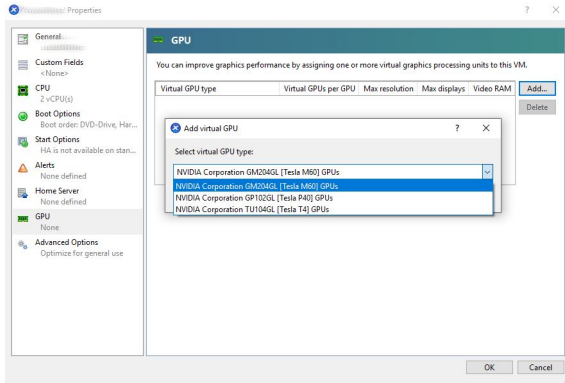 Properties
General
Custom Fields
<None>
CPU
2 vCPU(s)
Boot Options
Boot order: DVD-Drive, Har...
Start Options
HA is not available on stan...
Alerts
None defined
Home Server
None defined
GPU
None
Advanced Options
Optimize for general use
GPU
You can improve graphics performance by assigning one or more virtual graphics processing units to this VM.
Virtual GPU type Virtual GPUs per GPU Max resolution Max displays Video RAM
Add...
Delete
Add virtual GPU
Select virtual GPU type:
NVIDIA Corporation GM204GL [Tesla M60] GPUs
NVIDIA Corporation GM204GL [Tesla M60] GPUs
NVIDIA Corporation GP102GL [Tesla P40] GPUs
NVIDIA Corporation TU104GL [Tesla T4] GPUs
OK Cancel